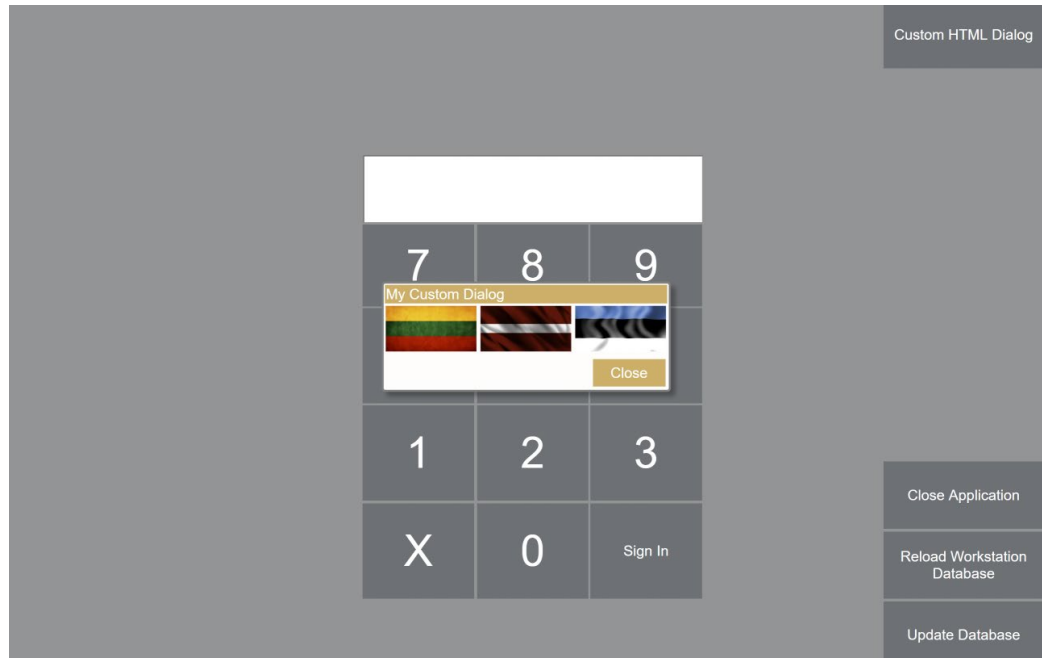 Custom HTML Dialog
7 8 9
My Custom Dialog
Close
1 2 3
X 0 Sign In
Close Application
Reload Workstation
Database
Update Database